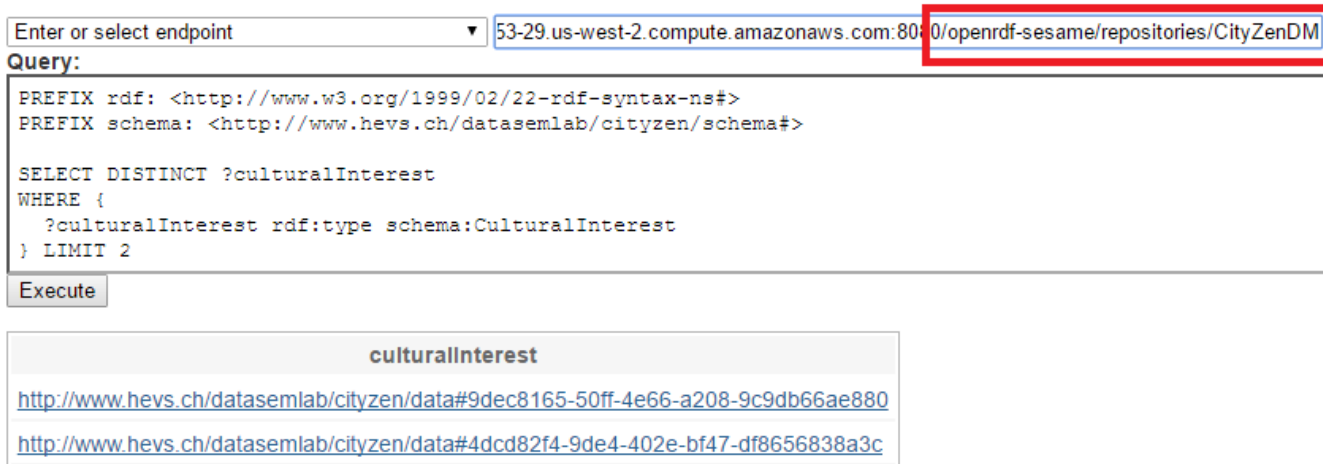 Enter or select endpoint
53-29.us-west-2.compute.amazonaws.com:8080/openrdf-sesame/repositories/CityZenDM
Query:
PREFIX rdf: <http://www.w3.org/1999/02/22-rdf-syntax-ns#>
PREFIX schema: <http://www.hevs.ch/datasemlab/cityzen/schema#>
SELECT DISTINCT ?culturalInterest
WHERE {
?culturalInterest rdf:type schema:CulturalInterest
} LIMIT 2
Execute
culturalInterest
http://www.hevs.ch/datasemlab/cityzen/data#9dec8165-50ff-4e66-a208-9c9db66ae880
http://www.hevs.ch/datasemlab/cityzen/data#4dcd82f4-9de4-402e-bf47-df8656838a3c